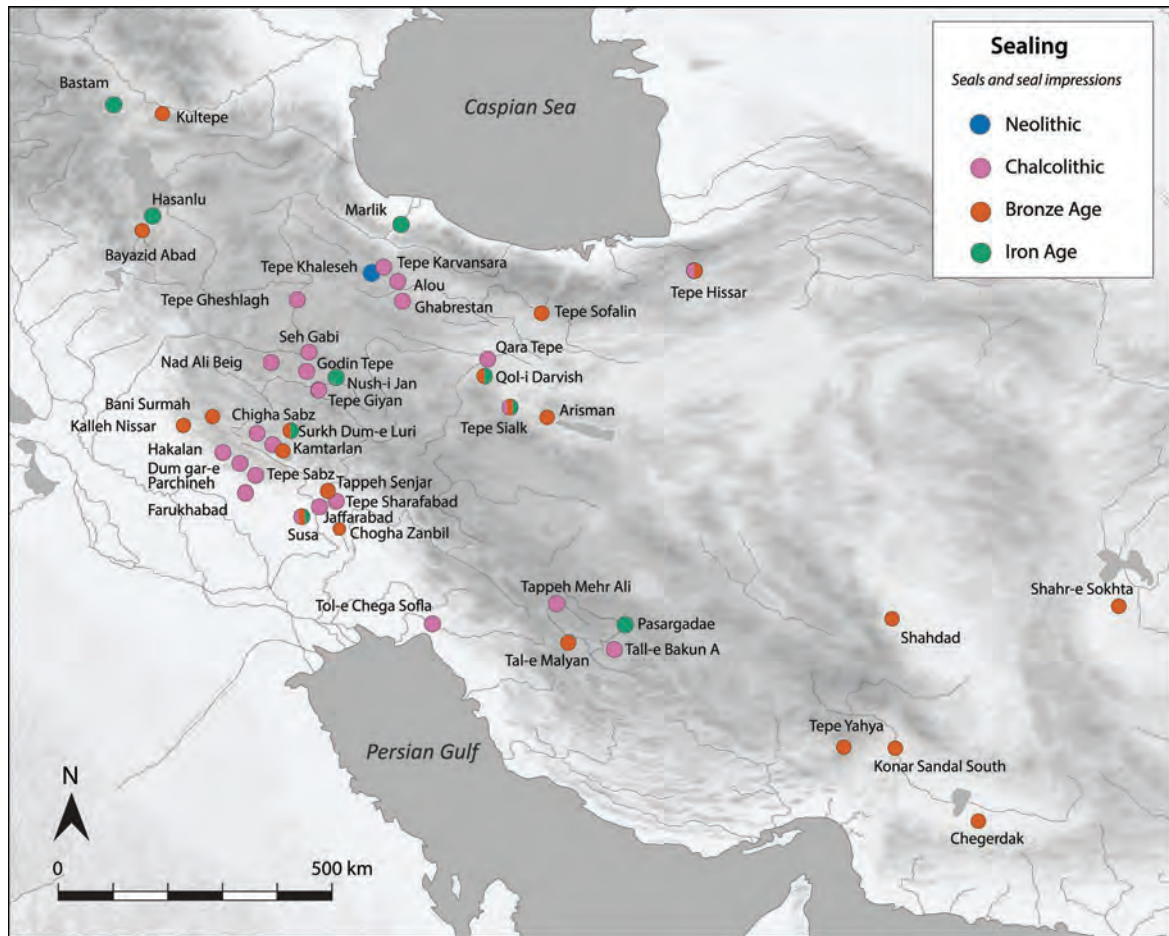 Sealing
Seals and seal impressions
Neolithic
Chalcolithic
Bronze Age
Iron Age
Caspian Sea
Bastam
Kultepe
Hasanlu
Bayazid Abad
Marlik
Tepe Khaleseh
Tepe Karvansara
Alou
Tepe Gheshlagh
Ghabrestan
Tepe Hissar
Tepe Sofalin
Seh Gabi
Qara Tepe
Nad Ali Beig
Godin Tepe
Qol-i Darvish
Nush-i Jan
Tepe Giyan
Bani Surmah
Chigha Sabz
Tepe Sialk
Arisman
Kalleh Nissar
Surkh Dum-e Luri
Hakalan
Kamtarlan
Dum gar-e
Parchineh
Tepe Sabz
Tappeh Senjar
Farukhabad
Tepe Sharafabad
Jaffarabad
Susa
Chogha Zanbil
Tappeh Mehr Ali
Shahr-e Sokhta
Tol-e Chega Sofla
Pasargadae
Shahdad
Tal-e Malyan
Tall-e Bakun A
Tepe Yahya
Persian Gulf
Konar Sandal South
N
Chegerdak
0
500 km